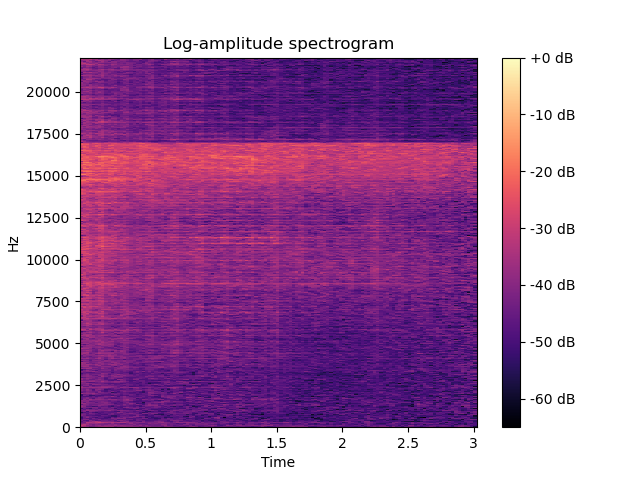 Log-amplitude spectrogram
Hz
20000
17500
15000
12500
10000
7500
5000
2500
0
0
0.5
1
1.5
2
2.5
3
Time
+0 dB
-10 dB
-20 dB
-30 dB
-40 dB
-50 dB
-60 dB